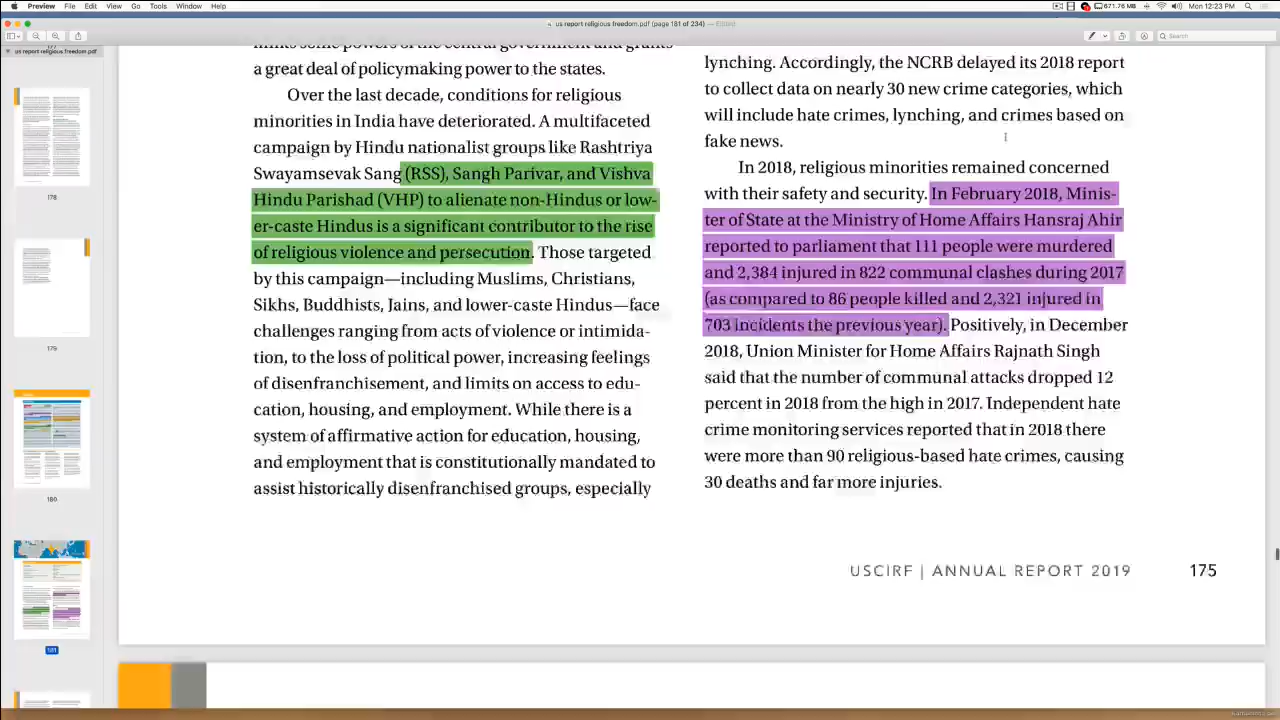 Preview File Edit View Go Tools Window Help
671.76 MB
Mon 12:23 PM
us report religious freedom.pdf (page 181 of 234) — Edited
Search
us report religious freedom.pdf
178
179
180
181
limits some powers of the central government and grants
a great deal of policymaking power to the states.
Over the last decade, conditions for religious
minorities in India have deteriorated. A multifaceted
campaign by Hindu nationalist groups like Rashtriya
Swayamsevak Sang (RSS), Sangh Parivar, and Vishva
Hindu Parishad (VHP) to alienate non-Hindus or low-
er-caste Hindus is a significant contributor to the rise
of religious violence and persecution. Those targeted
by this campaign—including Muslims, Christians,
Sikhs, Buddhists, Jains, and lower-caste Hindus—face
challenges ranging from acts of violence or intimida-
tion, to the loss of political power, increasing feelings
of disenfranchisement, and limits on access to edu-
cation, housing, and employment. While there is a
system of affirmative action for education, housing,
and employment that is constitutionally mandated to
assist historically disenfranchised groups, especially
lynching. Accordingly, the NCRB delayed its 2018 report
to collect data on nearly 30 new crime categories, which
will include hate crimes, lynching, and crimes based on
fake news.
In 2018, religious minorities remained concerned
with their safety and security. In February 2018, Minis-
ter of State at the Ministry of Home Affairs Hansraj Ahir
reported to parliament that 111 people were murdered
and 2,384 injured in 822 communal clashes during 2017
(as compared to 86 people killed and 2,321 injured in
703 incidents the previous year). Positively, in December
2018, Union Minister for Home Affairs Rajnath Singh
said that the number of communal attacks dropped 12
percent in 2018 from the high in 2017. Independent hate
crime monitoring services reported that in 2018 there
were more than 90 religious-based hate crimes, causing
30 deaths and far more injuries.
USCIRF | ANNUAL REPORT 2019 175